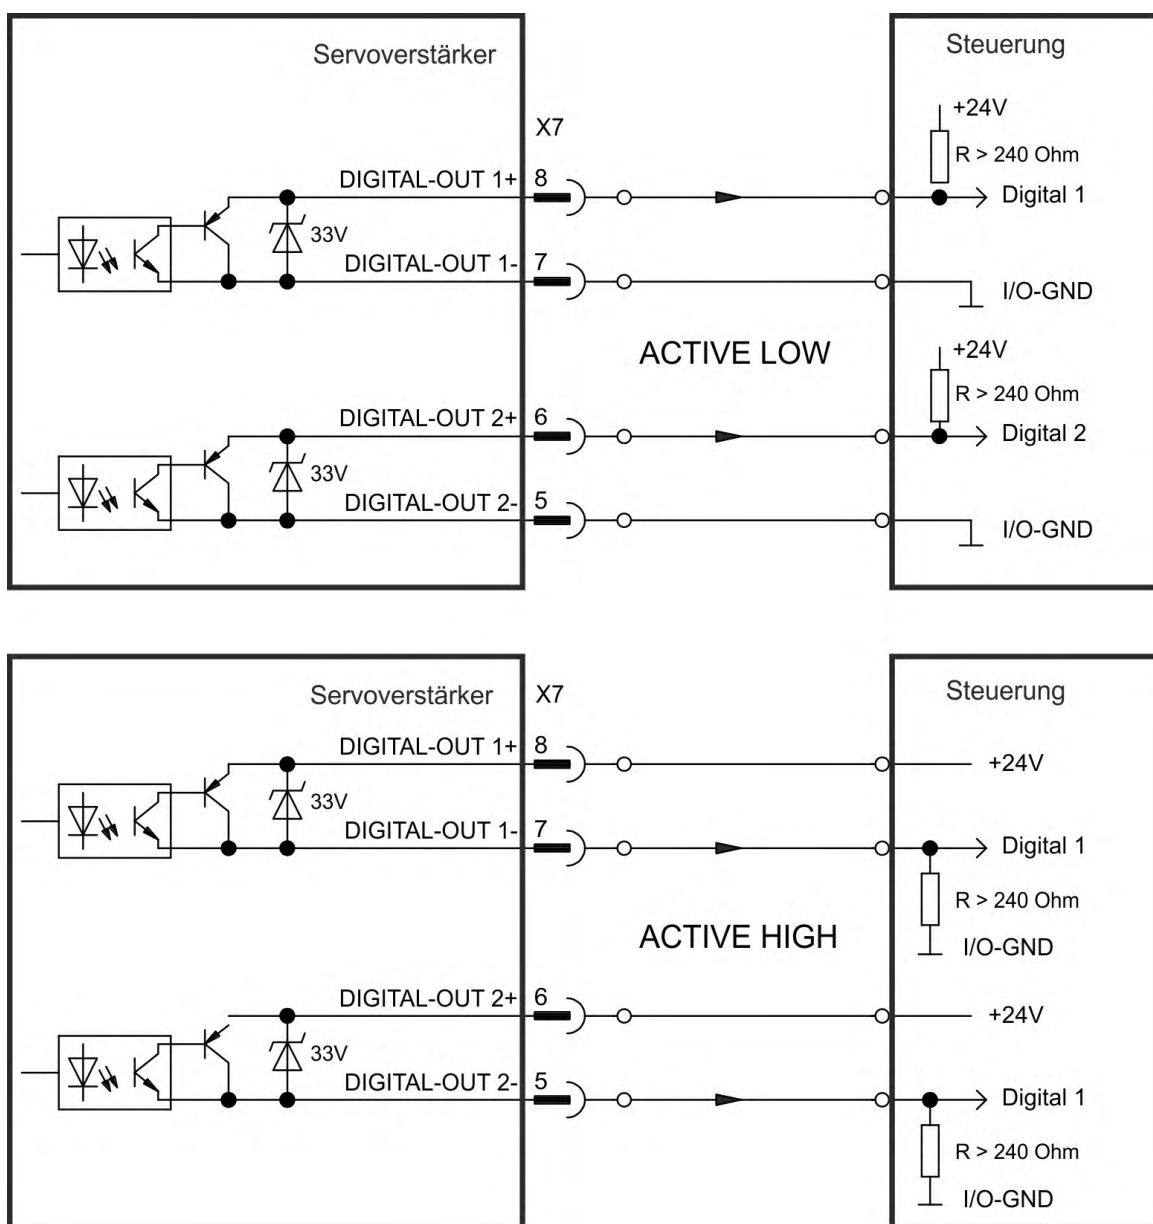 Servoverstärker
Steuerung
+24V
X7
R > 240 Ohm
DIGITAL-OUT 1+ 8
Digital 1
33V
DIGITAL-OUT 1- 7
I/O-GND
ACTIVE LOW
+24V
R > 240 Ohm
DIGITAL-OUT 2+ 6
Digital 2
33V
DIGITAL-OUT 2- 5
I/O-GND
Servoverstärker
X7
Steuerung
DIGITAL-OUT 1+ 8
+24V
33V
DIGITAL-OUT 1- 7
Digital 1
R > 240 Ohm
ACTIVE HIGH
I/O-GND
DIGITAL-OUT 2+ 6
+24V
33V
DIGITAL-OUT 2- 5
Digital 1
R > 240 Ohm
I/O-GND